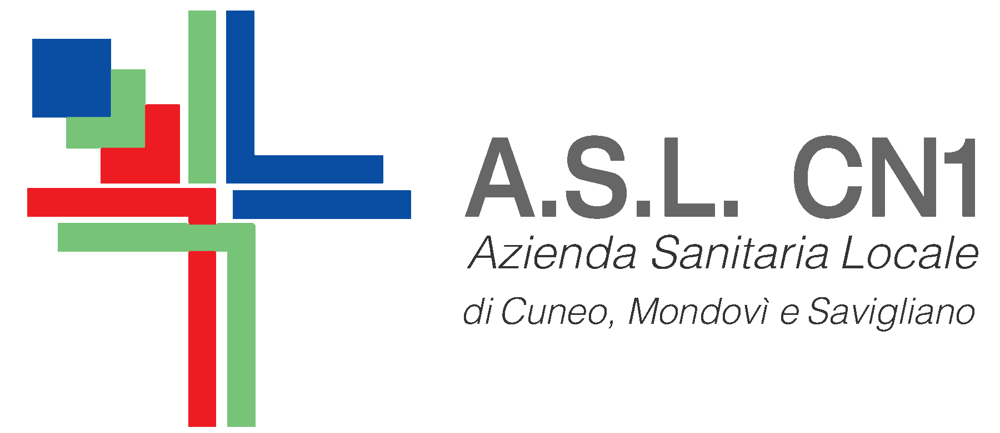 A.S.L. CN1
Azienda Sanitaria Locale
di Cuneo, Mondovì e Savigliano